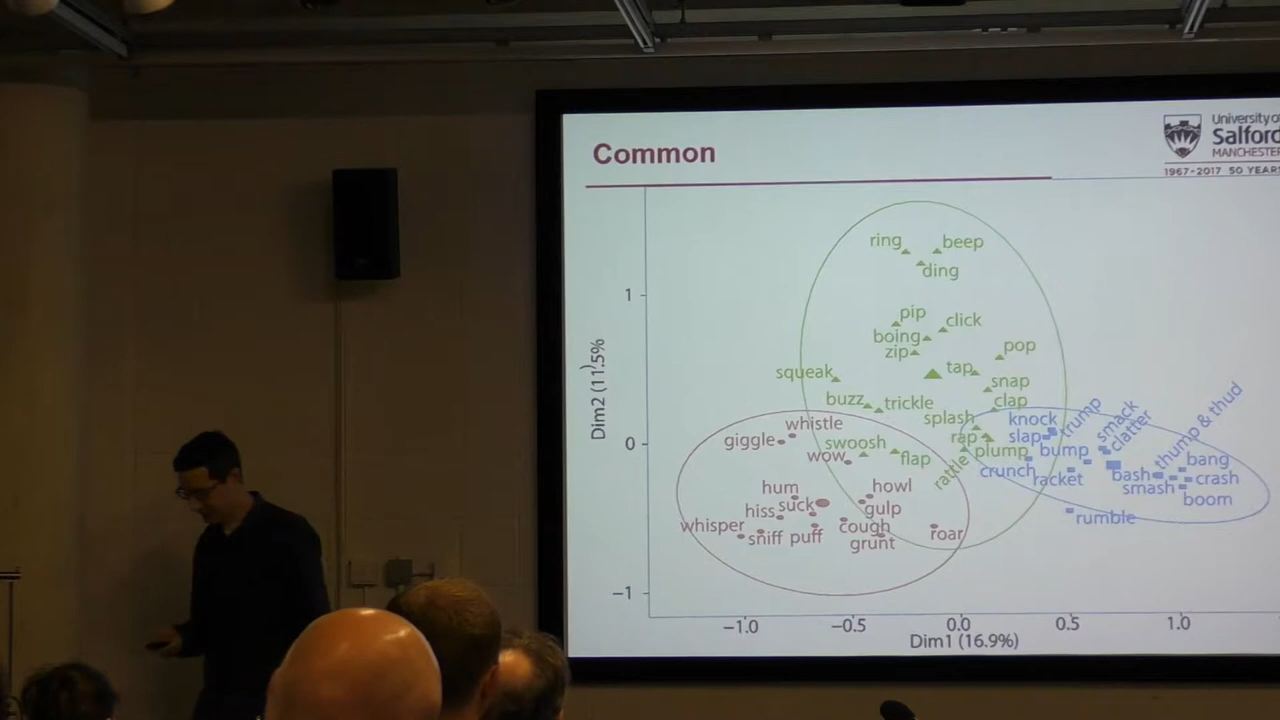 Common
University of
Salford
MANCHESTER
1967-2017 50 YEARS
ring
beep
ding
pip
click
boing
zip
pop
tap
squeak
snap
buzz
trickle
clap
splash
knock
trump
smack
clatter
thump & thud
whistle
giggle
swoosh
rap
slap
wow
flap
plump
bump
rattle
crunch
racket
bash
bang
smash
crash
boom
rumble
hum
howl
hiss
suck
gulp
whisper
sniff
puff
cough
grunt
roar
1
0
−1
Dim2 (11.5%)
−1.0
−0.5
0.0
0.5
1.0
Dim1 (16.9%)